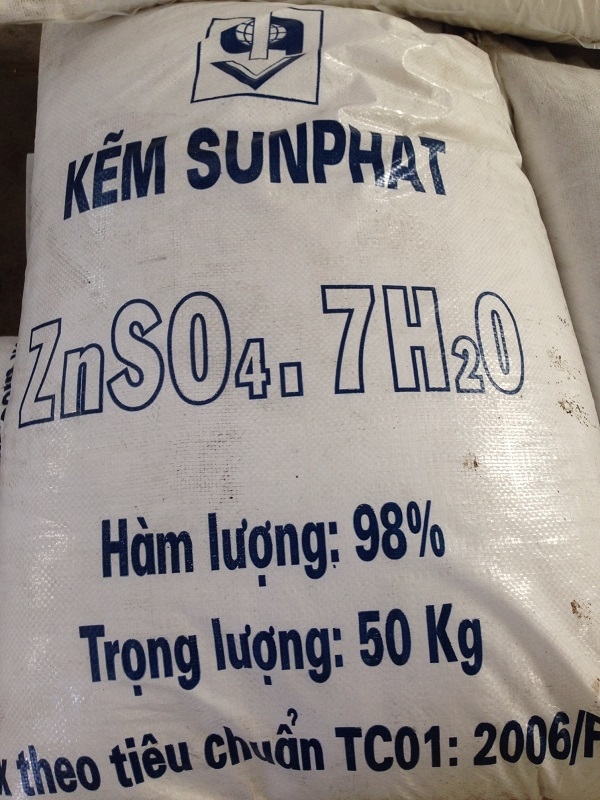 KẼM SUNPHAT
ZnSO₄. 7H₂O
Hàm lượng: 98%
Trọng lượng: 50 Kg
theo tiêu chuẩn TC01: 2006/